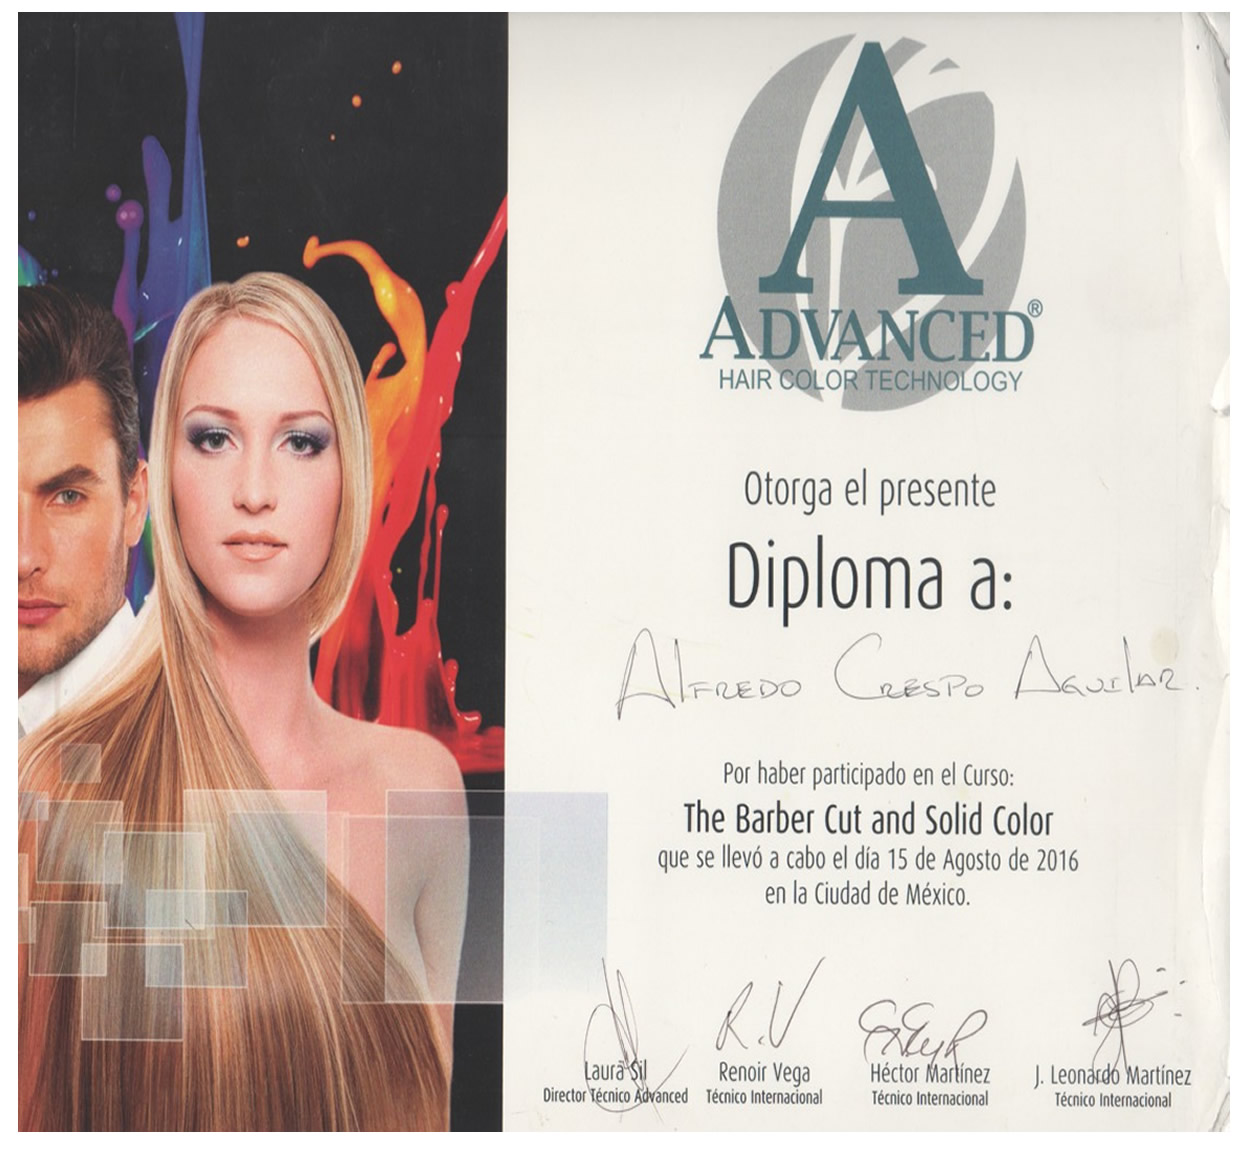 A
ADVANCED®
HAIR COLOR TECHNOLOGY
Otorga el presente
Diploma a:
Alfredo Crespo Aguilar.
Por haber participado en el Curso:
The Barber Cut and Solid Color
que se llevó a cabo el día 15 de Agosto de 2016
en la Ciudad de México.
R.V
Laura Sil Renoir Vega Héctor Martínez J. Leonardo Martínez
Director Técnico Advanced Técnico Internacional Técnico Internacional Técnico Internacional